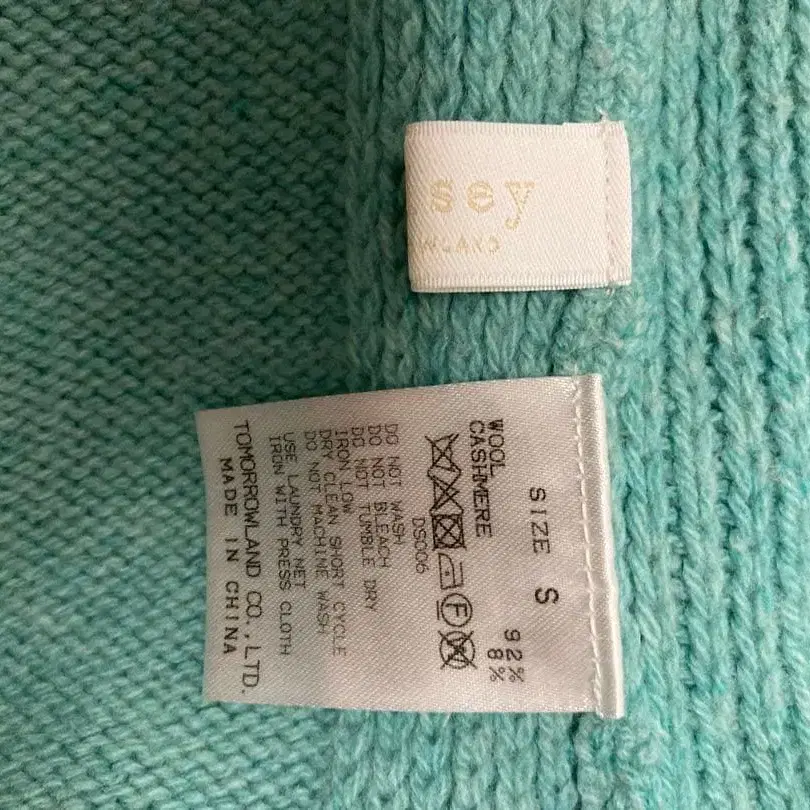 sey
WLAND
SIZE S
WOOL 92%
CASHMERE 8%
F
DS006
DO NOT WASH
DO NOT BLEACH
DO NOT TUMBLE DRY
IRON LOW
DRY CLEAN SHORT CYCLE
DO NOT MACHINE WASH
USE LAUNDRY NET
IRON WITH PRESS CLOTH
TOMORROWLAND CO.,LTD.
MADE IN CHINA